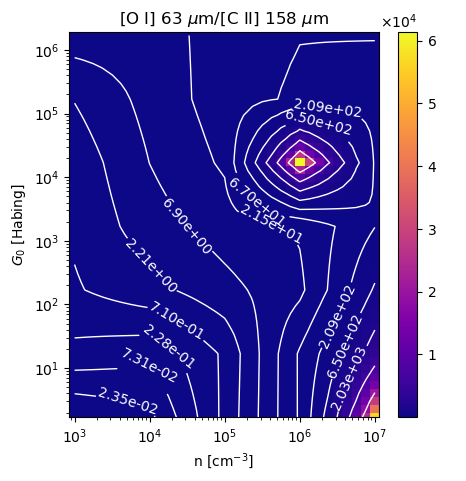 [O I] 63 μm/[C II] 158 μm
×10⁴
10⁶
10⁵
10⁴
10³
10²
10¹
G₀ [Habing]
2.09e+02
6.50e+02
6.70e+01
2.15e+01
6.90e+00
2.21e+00
7.10e-01
2.28e-01
7.31e-02
2.35e-02
2.09e+02
6.50e+02
2.03e+03
10³
10⁴
10⁵
10⁶
10⁷
n [cm⁻³]
6
5
4
3
2
1